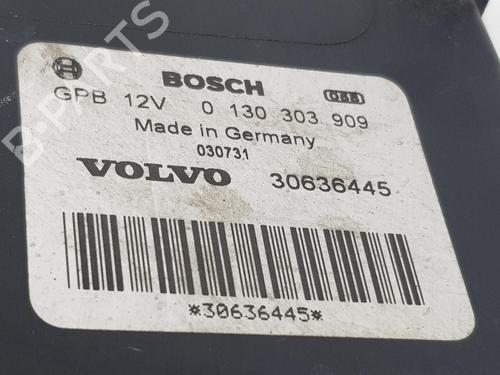 BOSCH
GPB 12V 0 130 303 909
Made in Germany
030731
VOLVO 30636445
*30636445*
B-PARTS